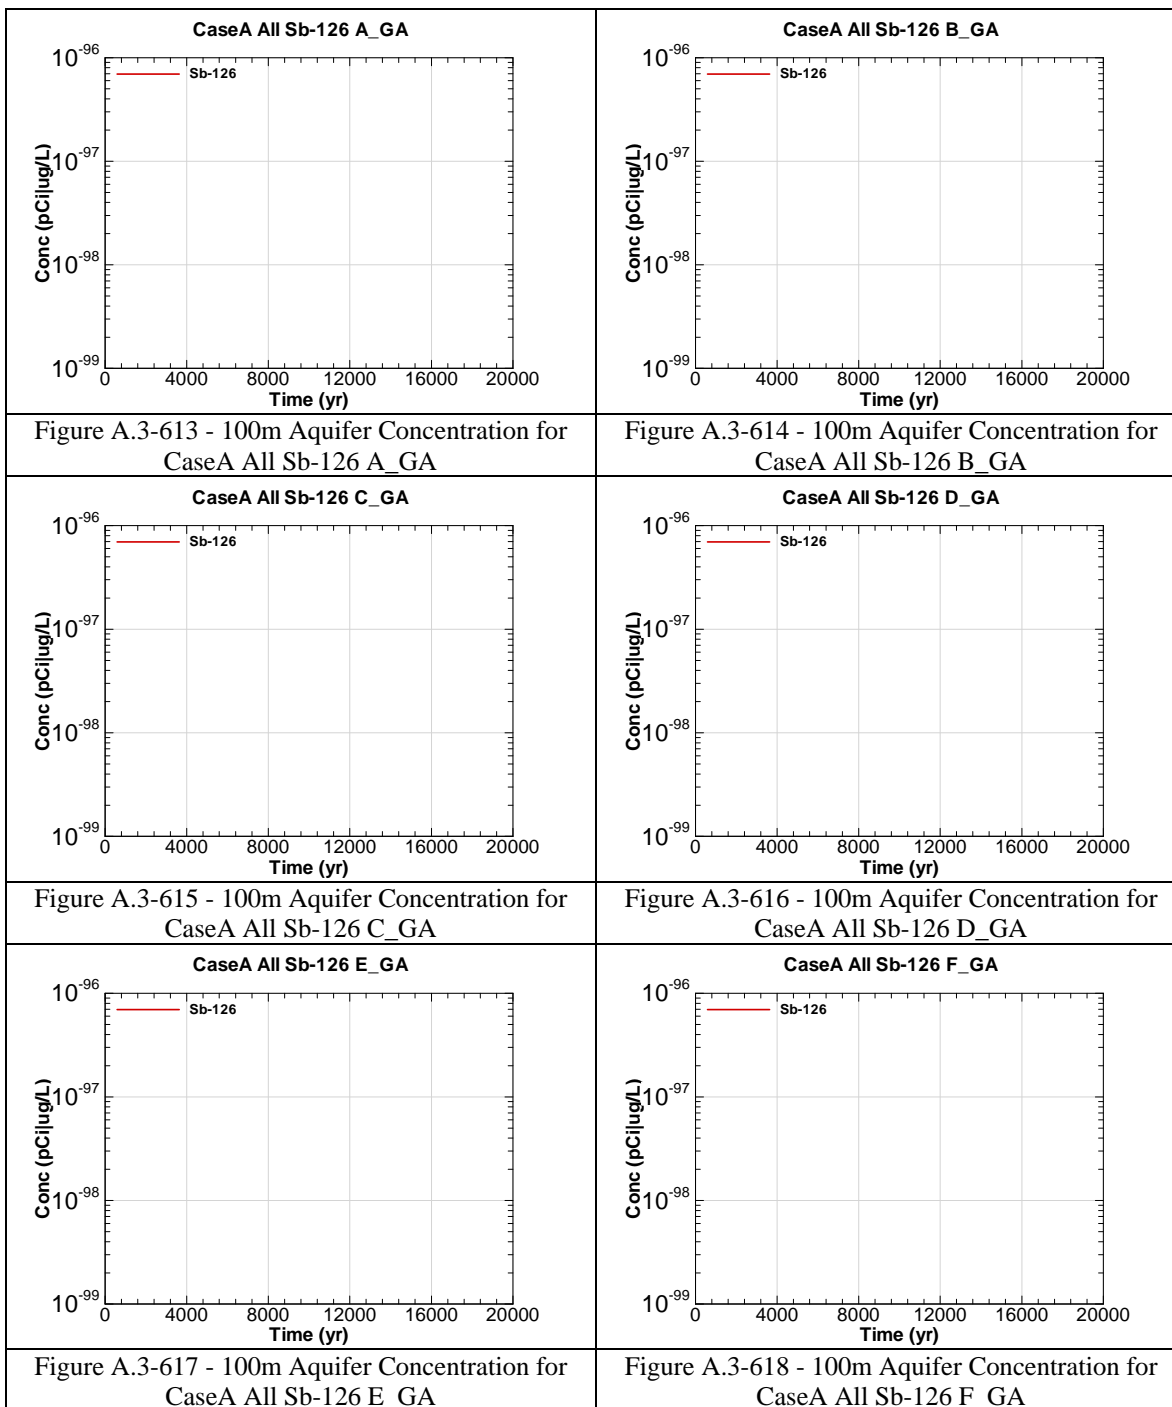 CaseA All Sb-126 A_GA
10-96
Sb-126
10-97
Conc (pCi|ug/L)
10-98
10-99
0 4000 8000 12000 16000 20000
Time (yr)
Figure A.3-613 - 100m Aquifer Concentration for
CaseA All Sb-126 A_GA
CaseA All Sb-126 B_GA
10-96
Sb-126
10-97
Conc (pCi|ug/L)
10-98
10-99
0 4000 8000 12000 16000 20000
Time (yr)
Figure A.3-614 - 100m Aquifer Concentration for
CaseA All Sb-126 B_GA
CaseA All Sb-126 C_GA
10-96
Sb-126
10-97
Conc (pCi|ug/L)
10-98
10-99
0 4000 8000 12000 16000 20000
Time (yr)
Figure A.3-615 - 100m Aquifer Concentration for
CaseA All Sb-126 C_GA
CaseA All Sb-126 D_GA
10-96
Sb-126
10-97
Conc (pCi|ug/L)
10-98
10-99
0 4000 8000 12000 16000 20000
Time (yr)
Figure A.3-616 - 100m Aquifer Concentration for
CaseA All Sb-126 D_GA
CaseA All Sb-126 E_GA
10-96
Sb-126
10-97
Conc (pCi|ug/L)
10-98
10-99
0 4000 8000 12000 16000 20000
Time (yr)
Figure A.3-617 - 100m Aquifer Concentration for
CaseA All Sb-126 E_GA
CaseA All Sb-126 F_GA
10-96
Sb-126
10-97
Conc (pCi|ug/L)
10-98
10-99
0 4000 8000 12000 16000 20000
Time (yr)
Figure A.3-618 - 100m Aquifer Concentration for
CaseA All Sb-126 F_GA